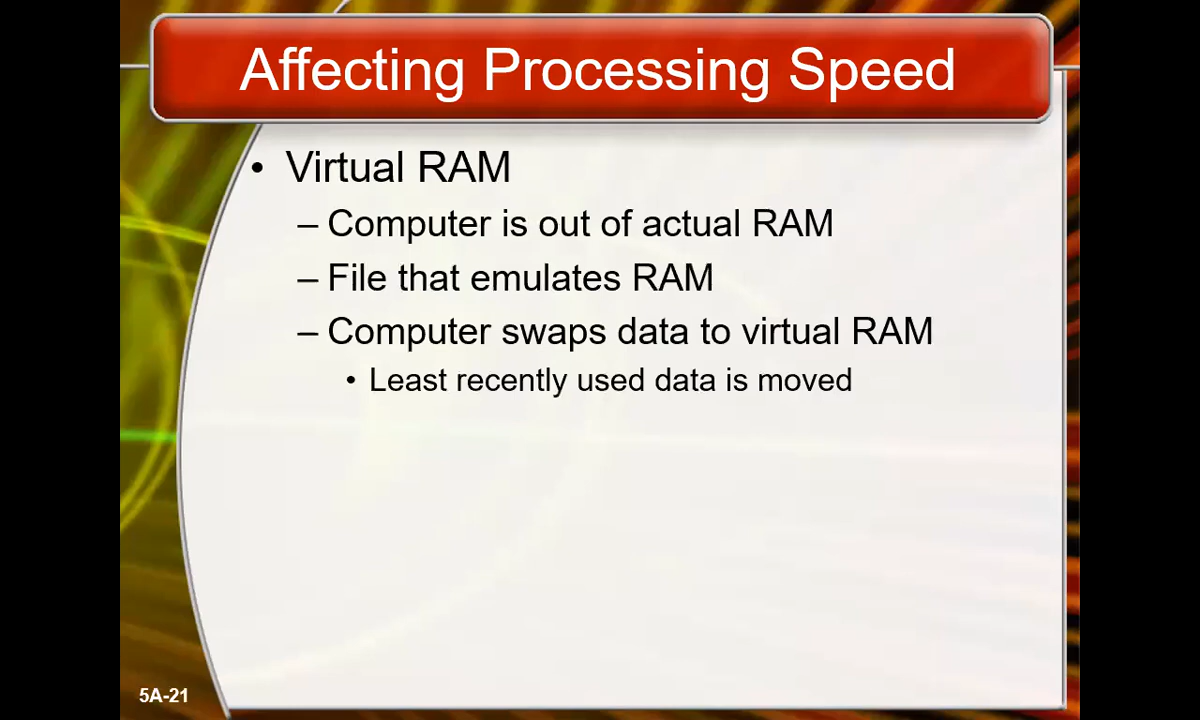 Affecting Processing Speed
• Virtual RAM
– Computer is out of actual RAM
– File that emulates RAM
– Computer swaps data to virtual RAM
• Least recently used data is moved
5A-21